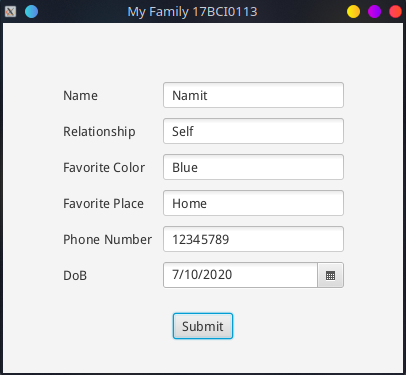 My Family 17BCI0113
Name Namit
Relationship Self
Favorite Color Blue
Favorite Place Home
Phone Number 12345789
DoB 7/10/2020
Submit